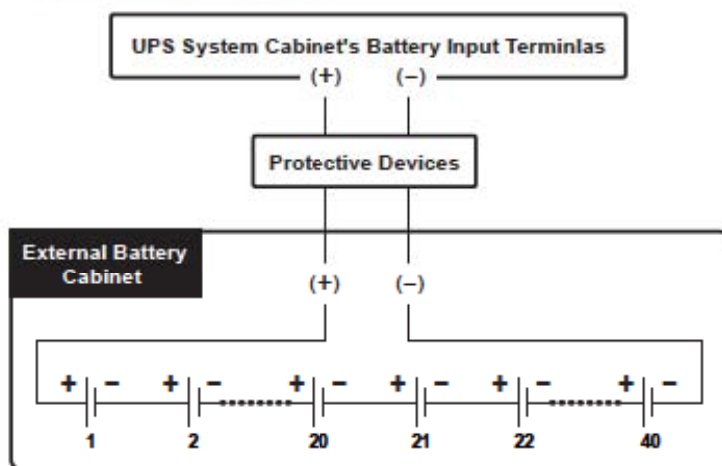 UPS System Cabinet's Battery Input Terminlas
(+) (–)
Protective Devices
External Battery
Cabinet
(+) (–)
+ – + – + – + – + – + –
1 2 20 21 22 40